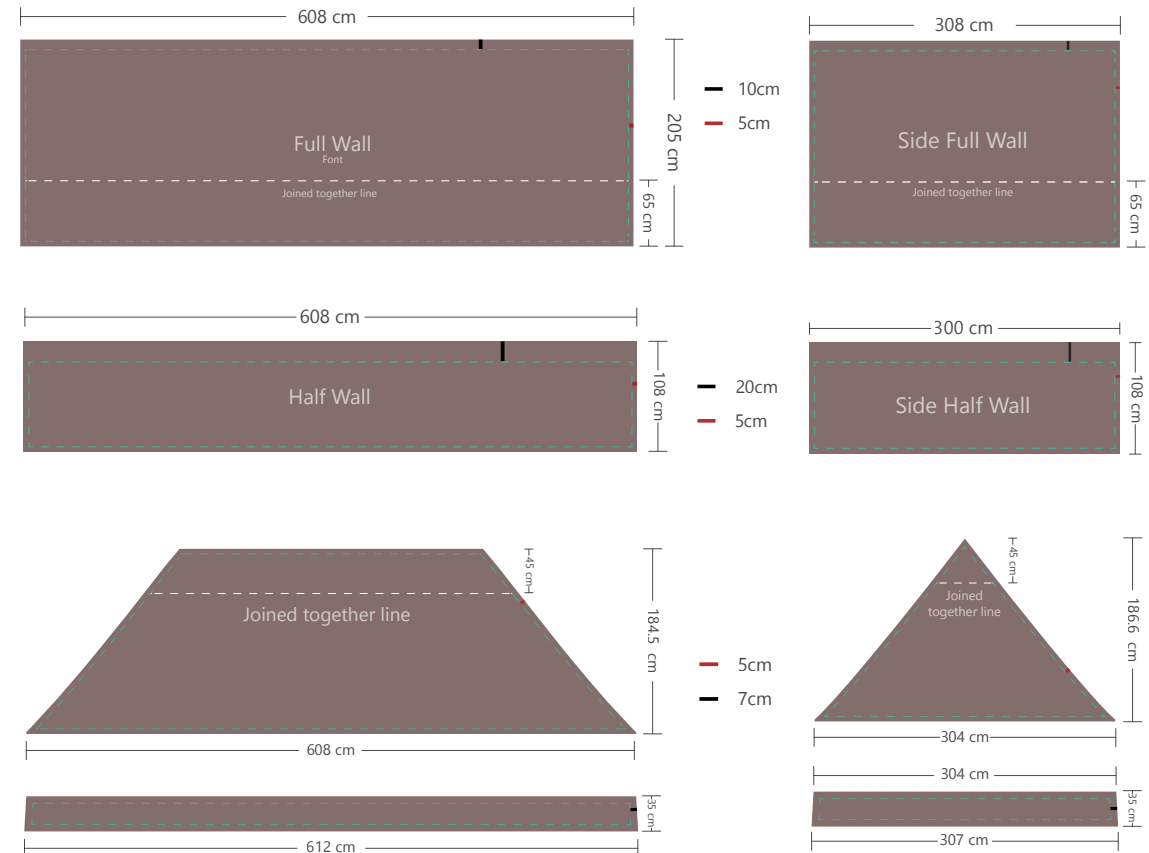 608 cm
308 cm
10cm
5cm
205 cm
Full Wall
Font
Joined together line
65 cm
Side Full Wall
Joined together line
65 cm
608 cm
300 cm
Half Wall
108 cm
20cm
5cm
Side Half Wall
108 cm
45 cm
Joined together line
184.5 cm
608 cm
5cm
7cm
45 cm
Joined
together line
186.6 cm
304 cm
304 cm
35 cm
612 cm
35 cm
307 cm